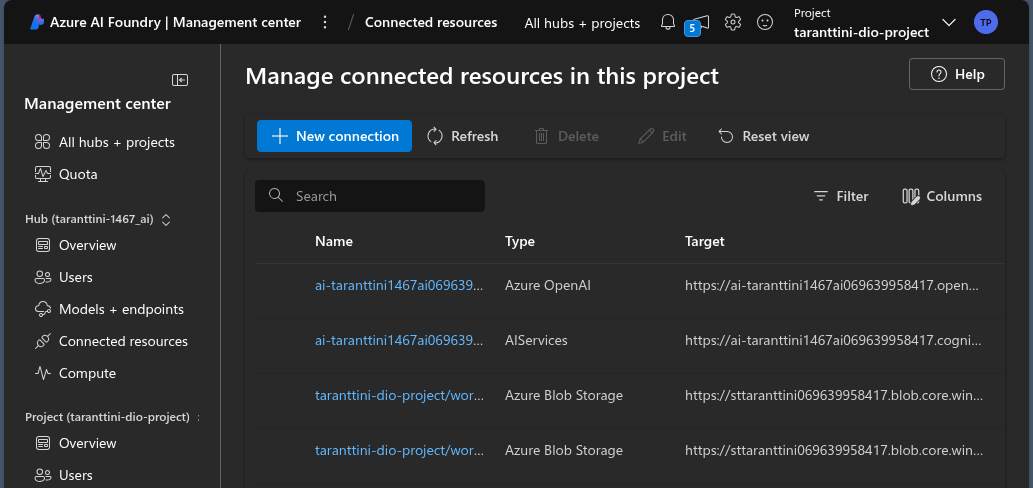 Azure AI Foundry | Management center / Connected resources All hubs + projects 5 Project
taranttini-dio-project TP
Management center
All hubs + projects
Quota
Hub (taranttini-1467_ai)
Overview
Users
Models + endpoints
Connected resources
Compute
Project (taranttini-dio-project)
Overview
Users
Manage connected resources in this project
Help
New connection Refresh Delete Edit Reset view
Search Filter Columns
Name Type Target
ai-taranttini1467ai069639... Azure OpenAI https://ai-taranttini1467ai069639958417.open...
ai-taranttini1467ai069639... AIServices https://ai-taranttini1467ai069639958417.cogni...
taranttini-dio-project/wor... Azure Blob Storage https://sttaranttini069639958417.blob.core.win...
taranttini-dio-project/wor... Azure Blob Storage https://sttaranttini069639958417.blob.core.win...